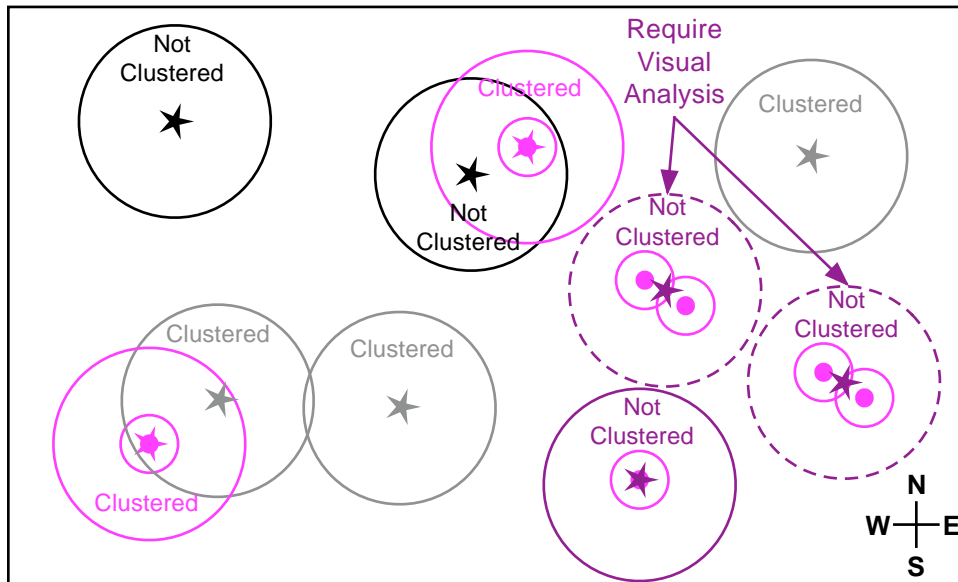 Not
Clustered
Require
Visual
Analysis
Clustered
Clustered
Not
Clustered
Not
Clustered
Not
Clustered
Clustered
Clustered
Not
Clustered
Clustered
N
W
E
S